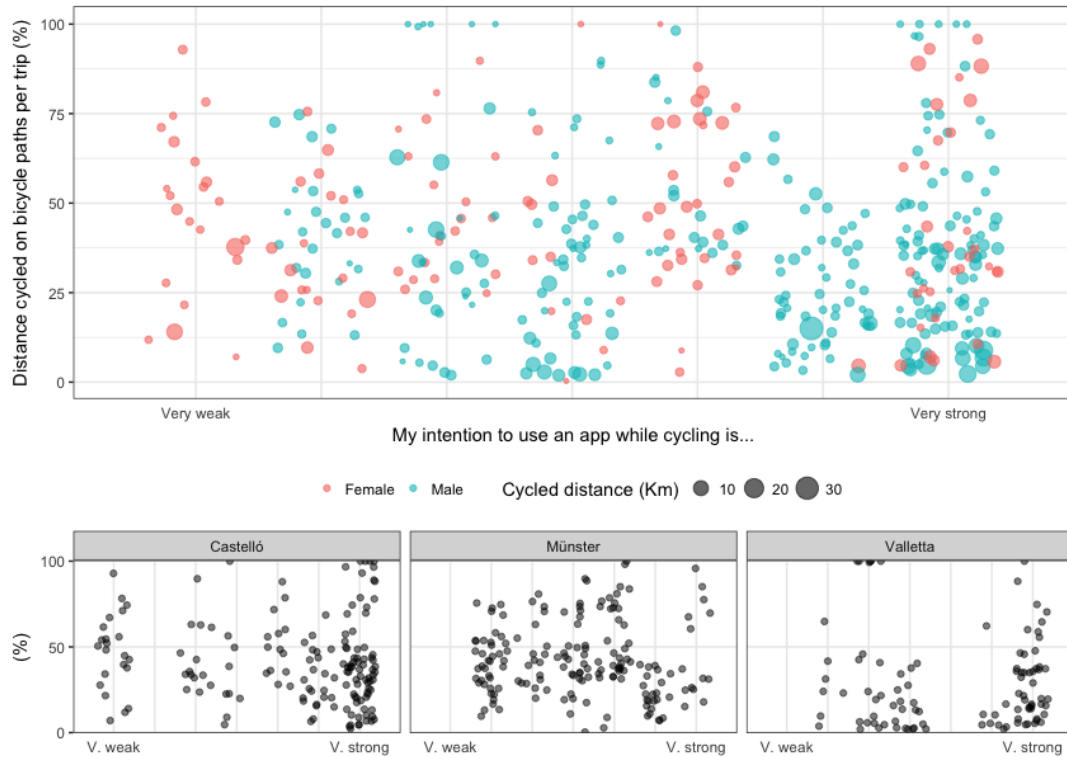 Distance cycled on bicycle paths per trip (%)
100
75
50
25
0
Very weak
Very strong
My intention to use an app while cycling is...
Female
Male
Cycled distance (Km)
10
20
30
Castelló
Münster
Valletta
(%)
100
50
0
V. weak
V. strong
V. weak
V. strong
V. weak
V. strong